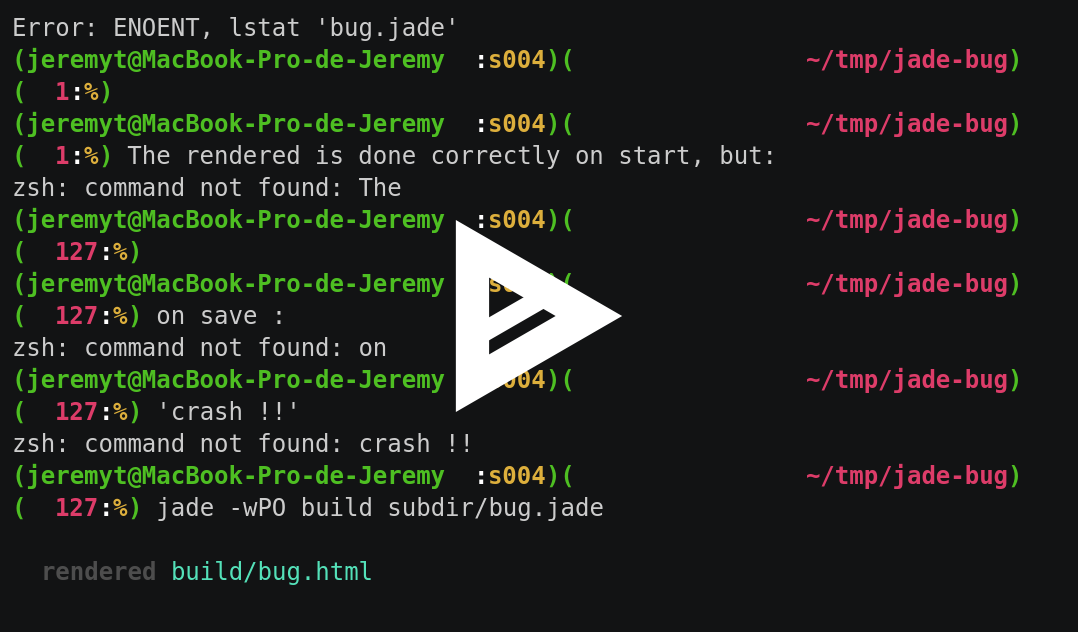 Error: ENOENT, lstat 'bug.jade'
(jeremyt@MacBook-Pro-de-Jeremy :s004)( ~/tmp/jade-bug)
( 1:%)
(jeremyt@MacBook-Pro-de-Jeremy :s004)( ~/tmp/jade-bug)
( 1:%) The rendered is done correctly on start, but:
zsh: command not found: The
(jeremyt@MacBook-Pro-de-Jeremy :s004)( ~/tmp/jade-bug)
( 127:%)
(jeremyt@MacBook-Pro-de-Jeremy ~/tmp/jade-bug)
( 127:%) on save :
zsh: command not found: on
(jeremyt@MacBook-Pro-de-Jeremy ~/tmp/jade-bug)
( 127:%) 'crash !!'
zsh: command not found: crash !!
(jeremyt@MacBook-Pro-de-Jeremy :s004)( ~/tmp/jade-bug)
( 127:%) jade -wPO build subdir/bug.jade
rendered build/bug.html